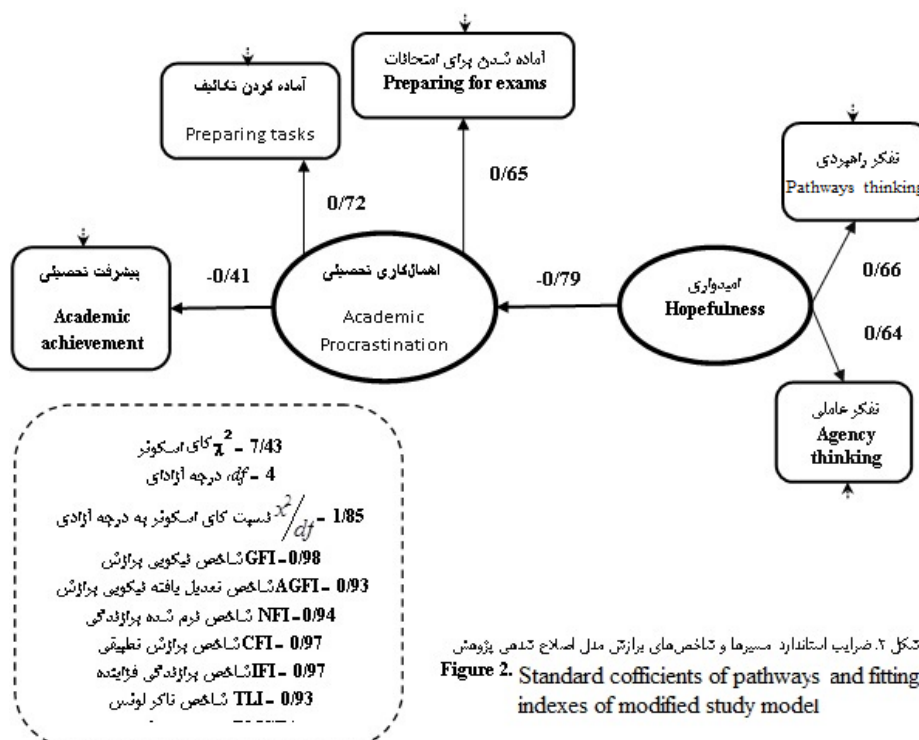 آماده شدن برای امتحانات
Preparing for exams
آماده کردن تکالیف
Preparing tasks
0/65
0/72
تفکر راهبردی
Pathways thinking
پیشرفت تحصیلی
Academic
achievement
-0/41
اهمال‌کاری تحصیلی
Academic
Procrastination
-0/79
امیدواری
Hopefulness
0/66
0/64
تفکر عاملی
Agency
thinking
χ² = 7/43 کای اسکوئر
df = 4، درجه آزادای
x²/df = 1/85 نسبت کای اسکوئر به درجه آزادی
GFI = 0/98 شاخص نیکویی برازش
AGFI = 0/93 شاخص تعدیل یافته نیکویی برازش
NFI = 0/94 شاخص نرم شده برازندگی
CFI = 0/97 شاخص برازش تطبیقی
IFI = 0/97 شاخص برازندگی فزاینده
TLI = 0/93 شاخص تاکر لوئس
شکل ۲. ضرایب استاندارد مسیرها و شاخص‌های برازش مدل اصلاح شده‌ی پژوهش
Figure 2. Standard cofficients of pathways and fitting
indexes of modified study model